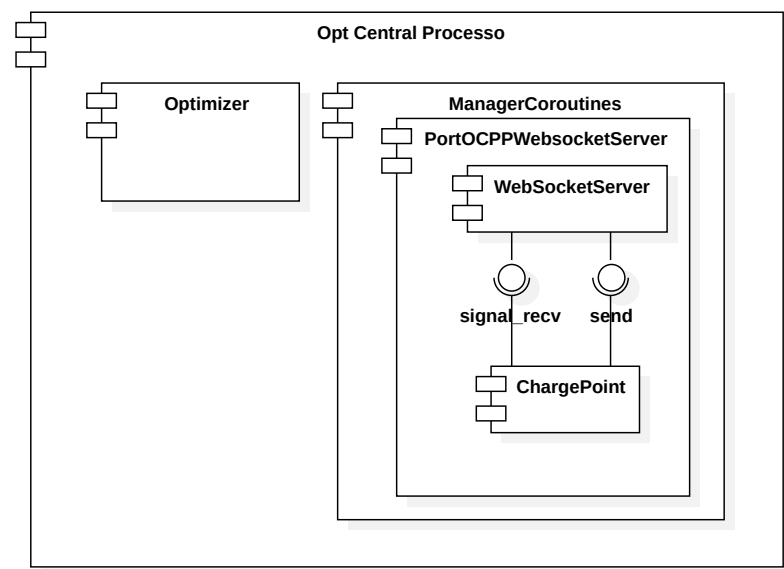 Opt Central Processo
Optimizer
ManagerCoroutines
PortOCPPWebsocketServer
WebSocketServer
signal_recv
send
ChargePoint